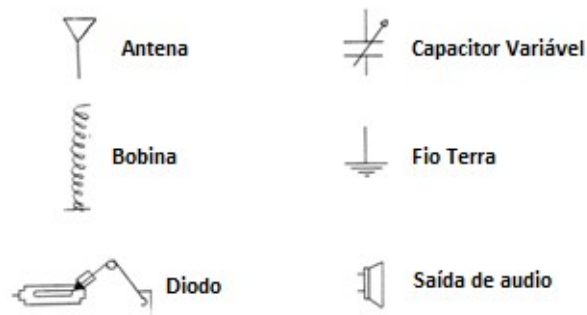 Antena
Capacitor Variável
Bobina
Fio Terra
Diodo
Saída de audio